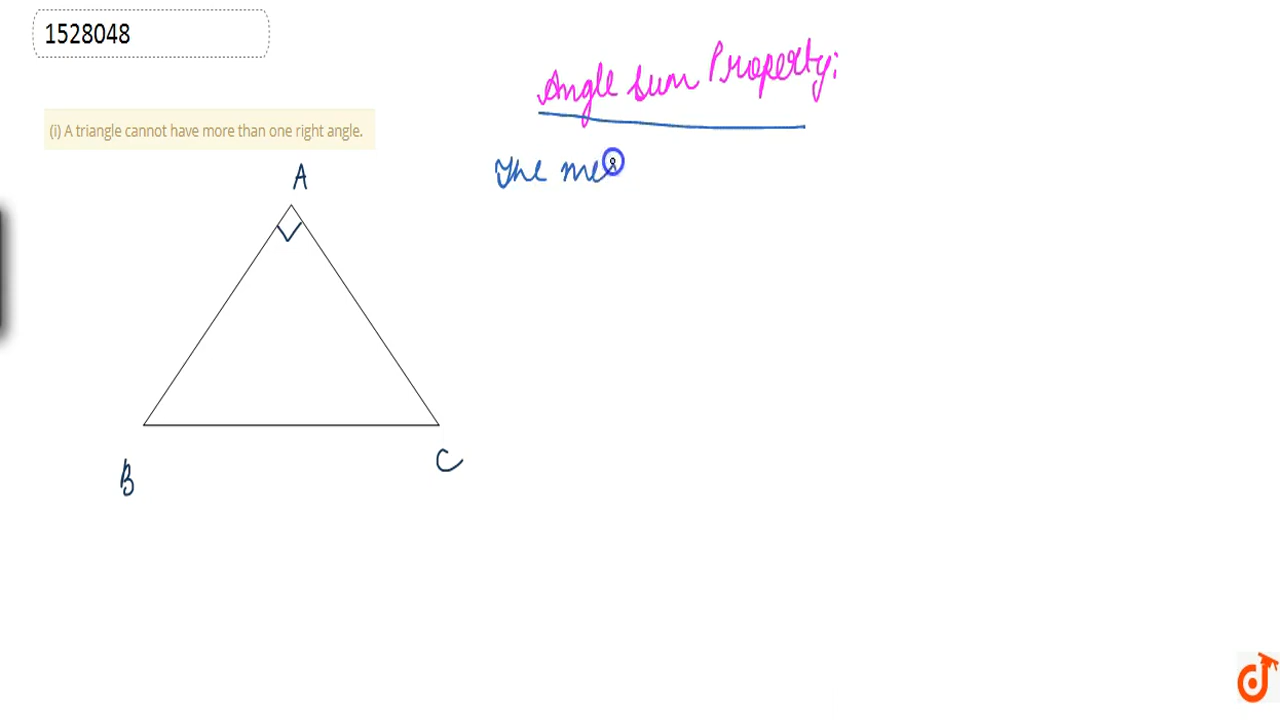 1528048
Angle Sum Property:
(i) A triangle cannot have more than one right angle.
The me
A
B
C